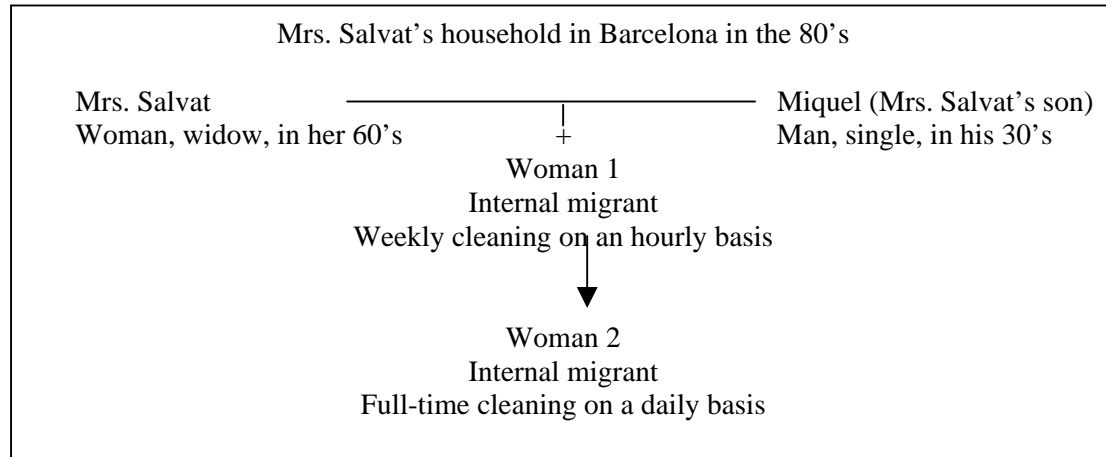 Mrs. Salvat’s household in Barcelona in the 80’s
Mrs. Salvat
Miquel (Mrs. Salvat’s son)
Woman, widow, in her 60’s
+
Man, single, in his 30’s
Woman 1
Internal migrant
Weekly cleaning on an hourly basis
Woman 2
Internal migrant
Full-time cleaning on a daily basis